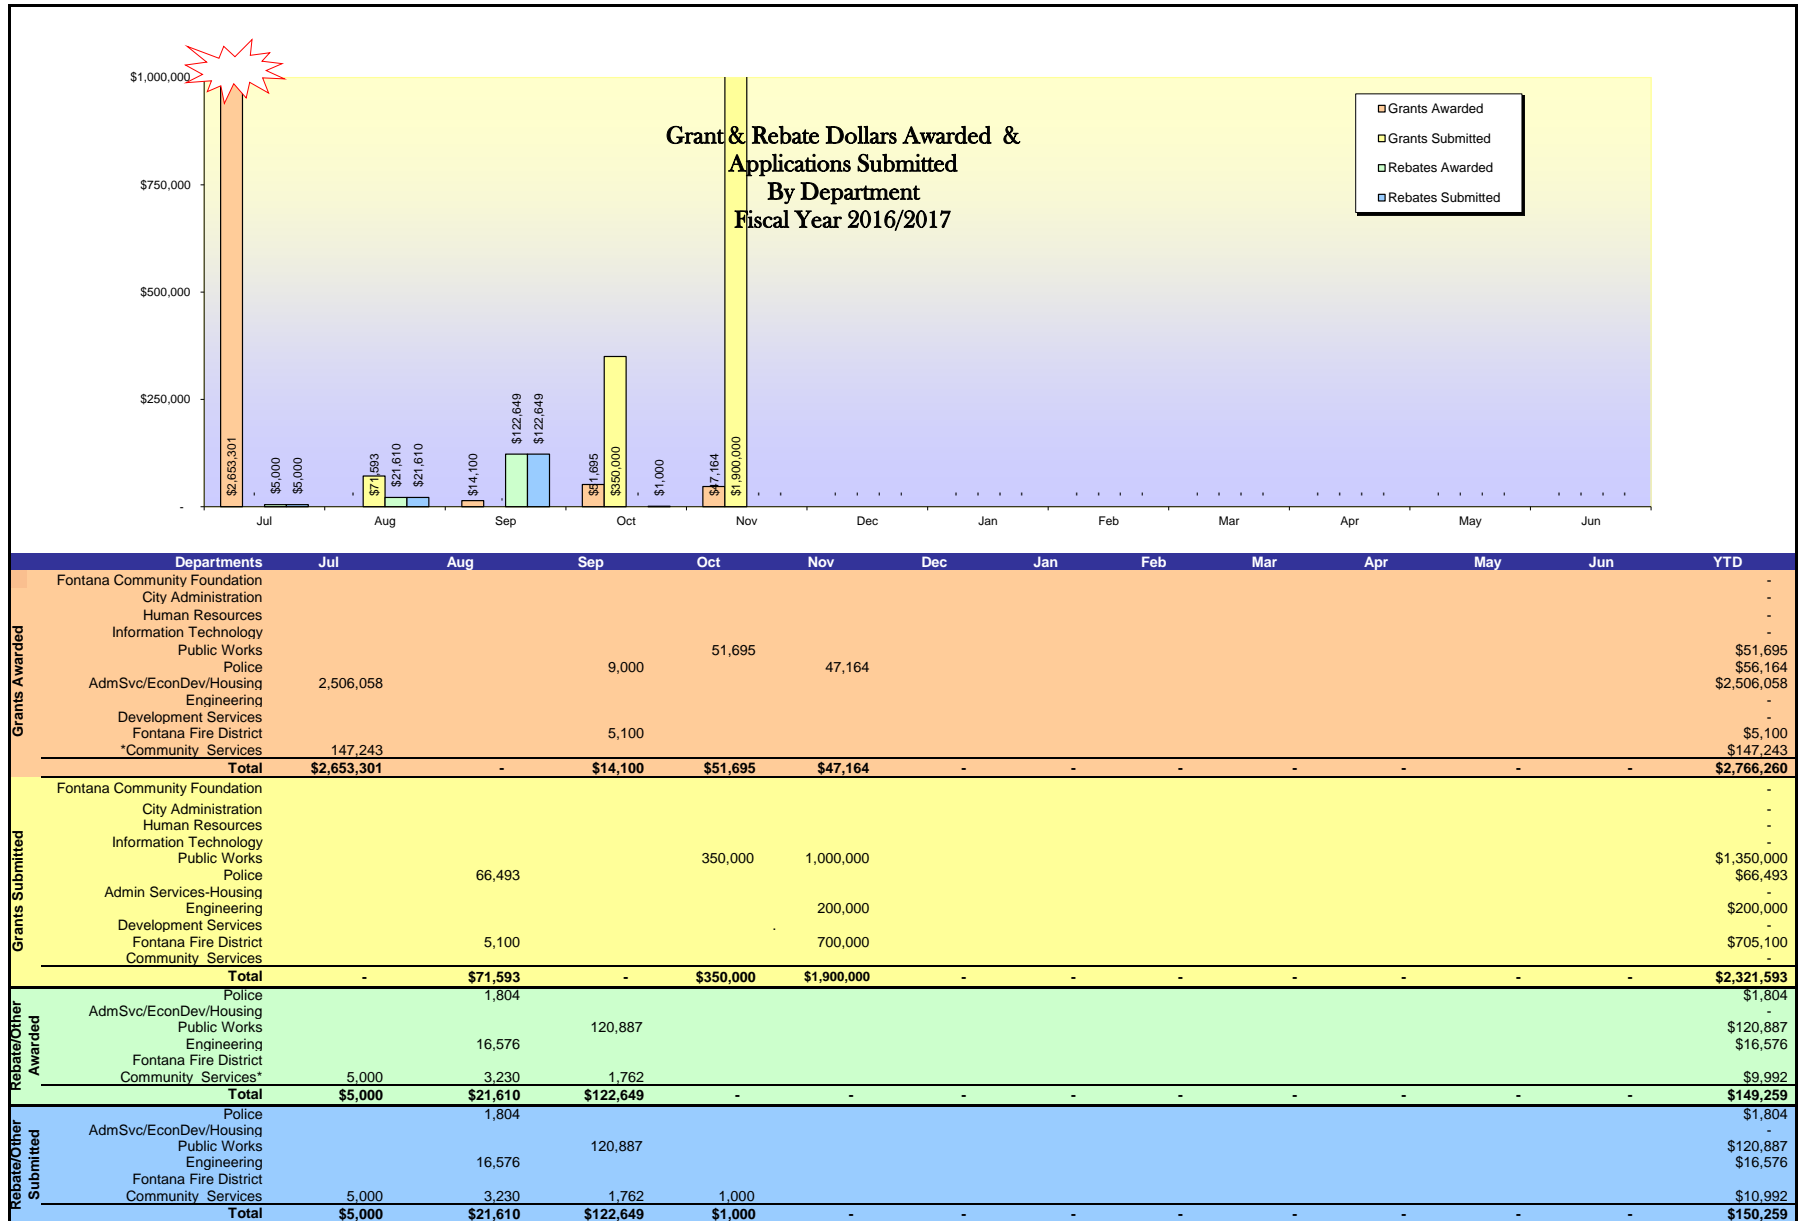 $1,000,000
$750,000
$500,000
$250,000
-
Grant & Rebate Dollars Awarded &
Applications Submitted
By Department
Fiscal Year 2016/2017
Grants Awarded
Grants Submitted
Rebates Awarded
Rebates Submitted
$2,653,301
$5,000
$5,000
$71,593
$21,610
$21,610
$14,100
$122,649
$122,649
$51,695
$350,000
$1,000
$47,164
$1,900,000
Jul Aug Sep Oct Nov Dec Jan Feb Mar Apr May Jun
Departments Jul Aug Sep Oct Nov Dec Jan Feb Mar Apr May Jun YTD
Grants Awarded
Fontana Community Foundation -
City Administration -
Human Resources -
Information Technology -
Public Works 51,695 $51,695
Police 9,000 47,164 $56,164
AdmSvc/EconDev/Housing 2,506,058 $2,506,058
Engineering -
Development Services -
Fontana Fire District 5,100 $5,100
*Community Services 147,243 $147,243
Total $2,653,301 - $14,100 $51,695 $47,164 - - - - - - - $2,766,260
Grants Submitted
Fontana Community Foundation -
City Administration -
Human Resources -
Information Technology -
Public Works 350,000 1,000,000 $1,350,000
Police 66,493 $66,493
Admin Services-Housing -
Engineering 200,000 $200,000
Development Services . -
Fontana Fire District 5,100 700,000 $705,100
Community Services -
Total - $71,593 - $350,000 $1,900,000 - - - - - - - $2,321,593
Rebate/Other
Awarded
Police 1,804 $1,804
AdmSvc/EconDev/Housing -
Public Works 120,887 $120,887
Engineering 16,576 $16,576
Fontana Fire District
Community Services* 5,000 3,230 1,762 $9,992
Total $5,000 $21,610 $122,649 - - - - - - - - - $149,259
Rebate/Other
Submitted
Police 1,804 $1,804
AdmSvc/EconDev/Housing -
Public Works 120,887 $120,887
Engineering 16,576 $16,576
Fontana Fire District
Community Services 5,000 3,230 1,762 1,000 $10,992
Total $5,000 $21,610 $122,649 $1,000 - - - - - - - - $150,259